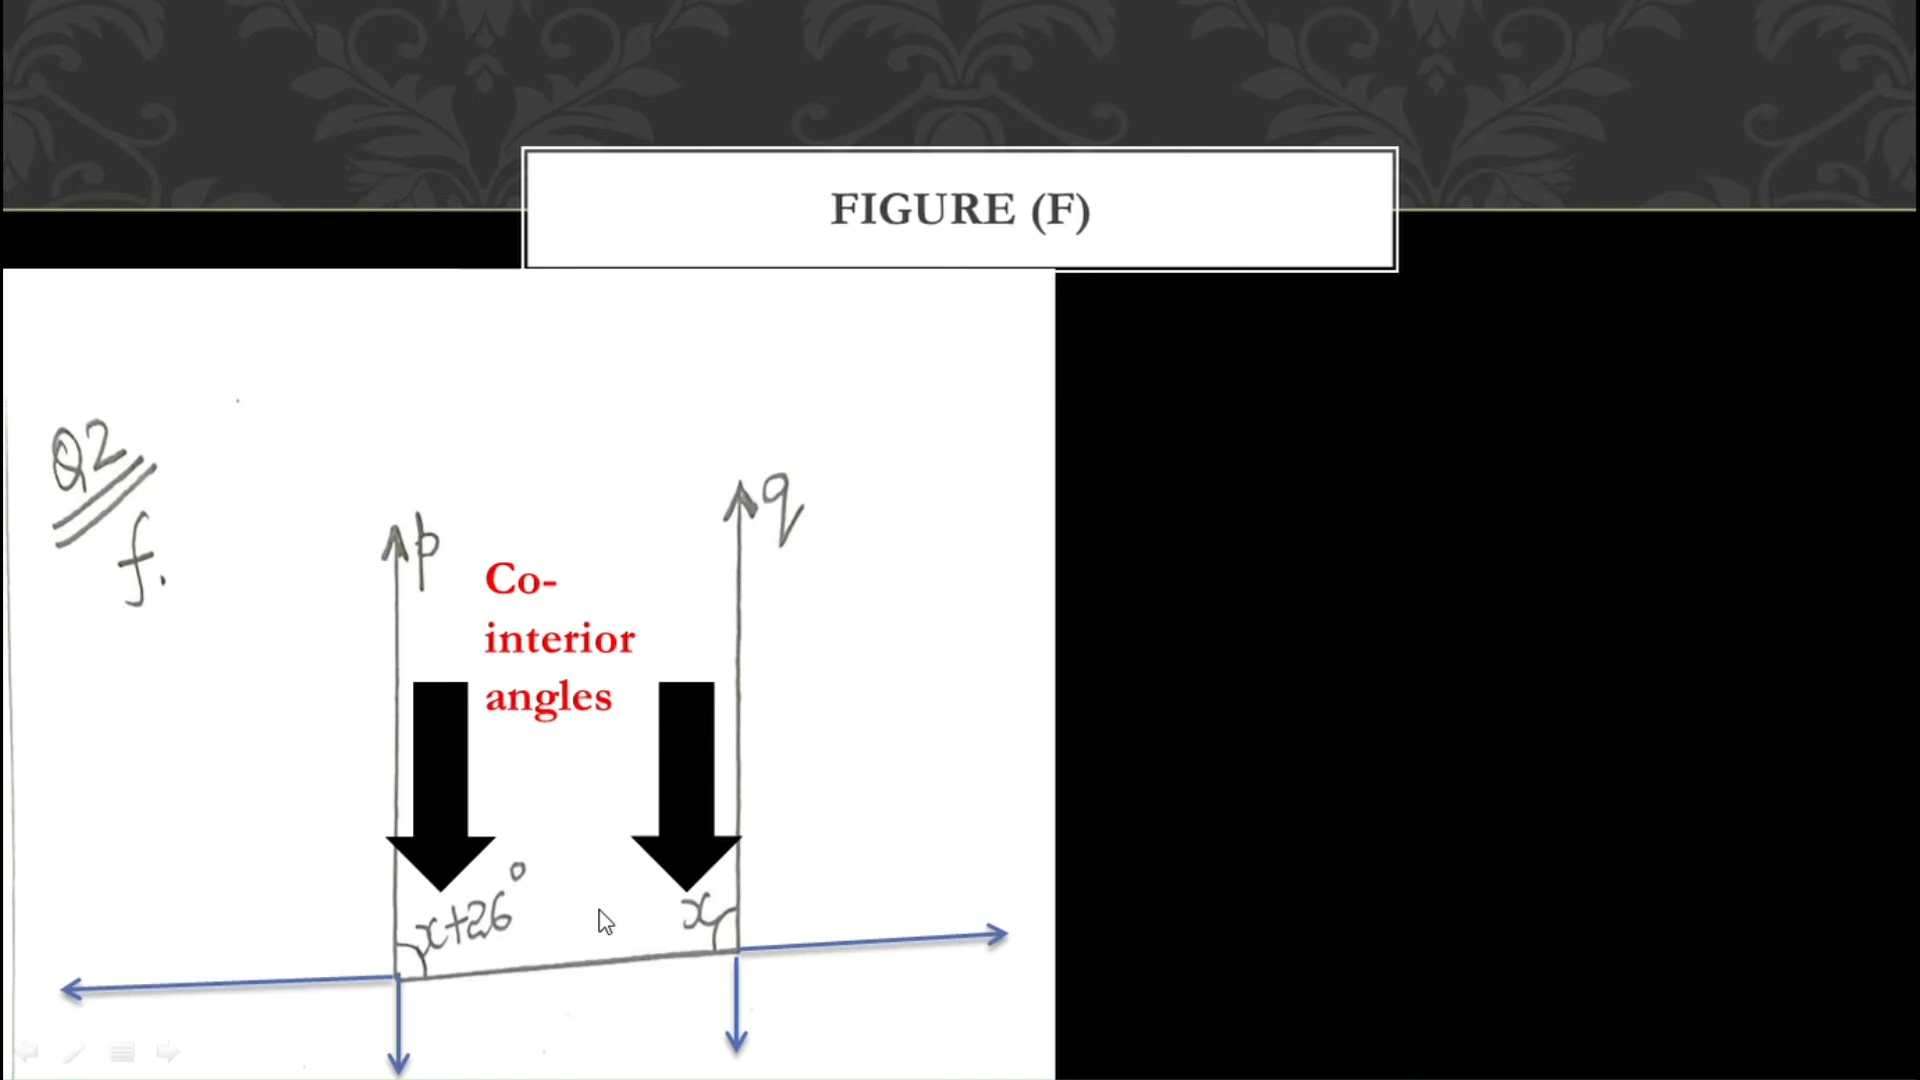 FIGURE (F)
Q2
f.
p
q
Co-
interior
angles
x+26°
x